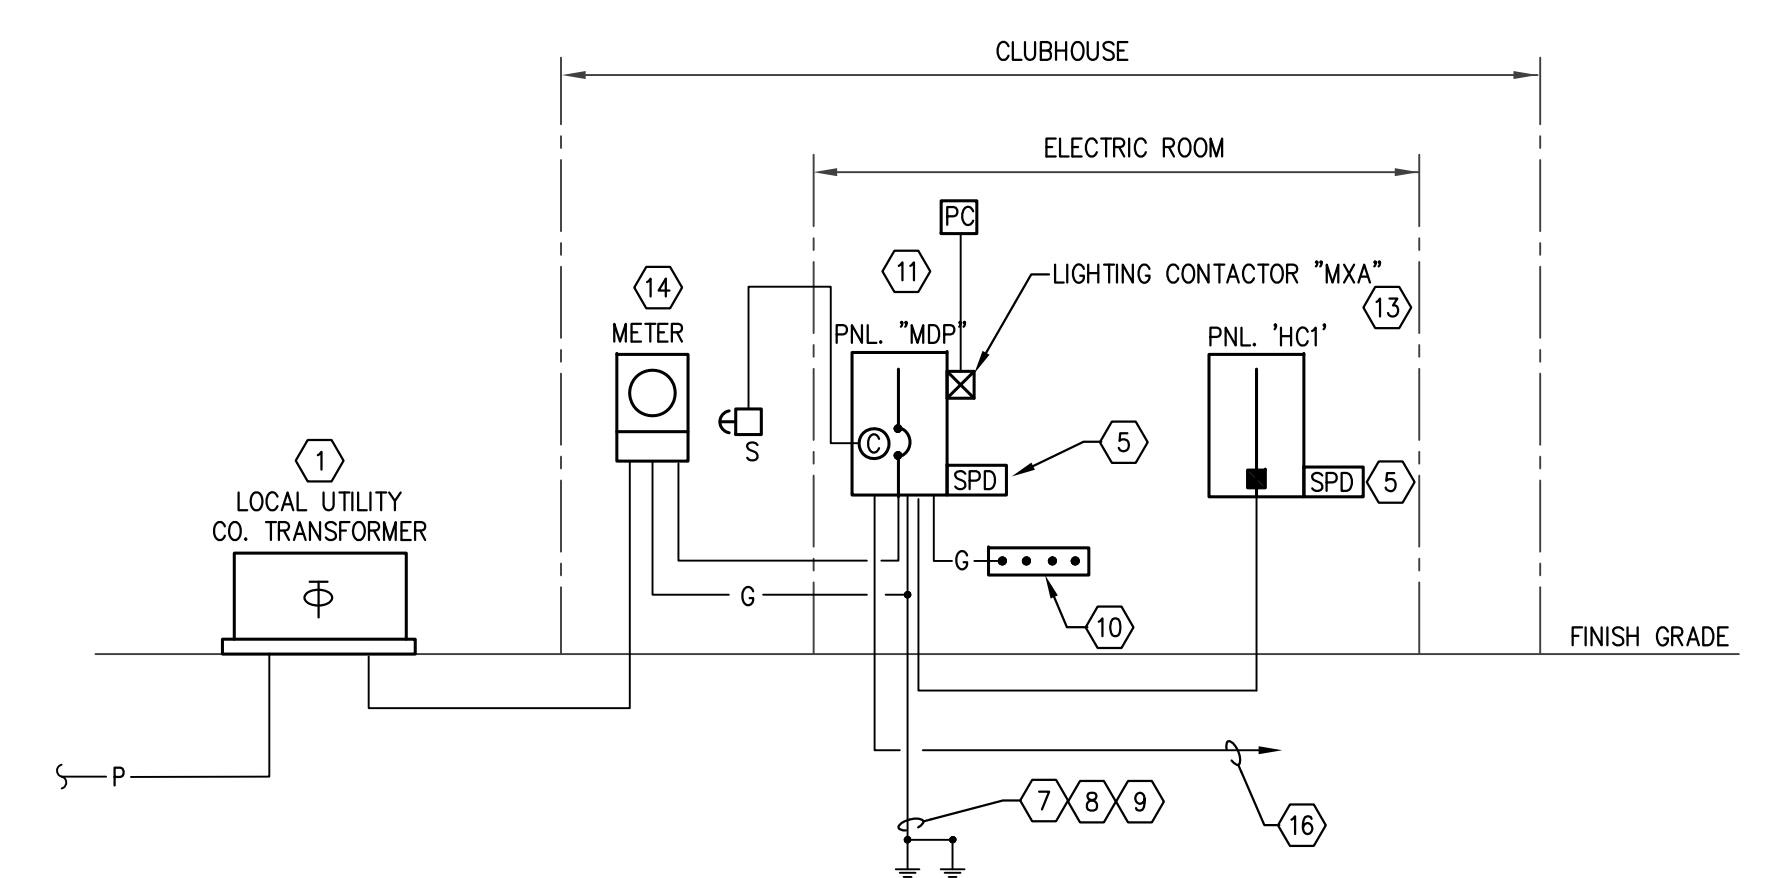 CLUBHOUSE
ELECTRIC ROOM
PC
11
LIGHTING CONTACTOR "MXA"
14
13
METER
PNL. "MDP"
PNL. 'HC1'
C
5
S
1
SPD
SPD
5
LOCAL UTILITY
CO. TRANSFORMER
G
G
10
FINISH GRADE
P
7
8
9
16